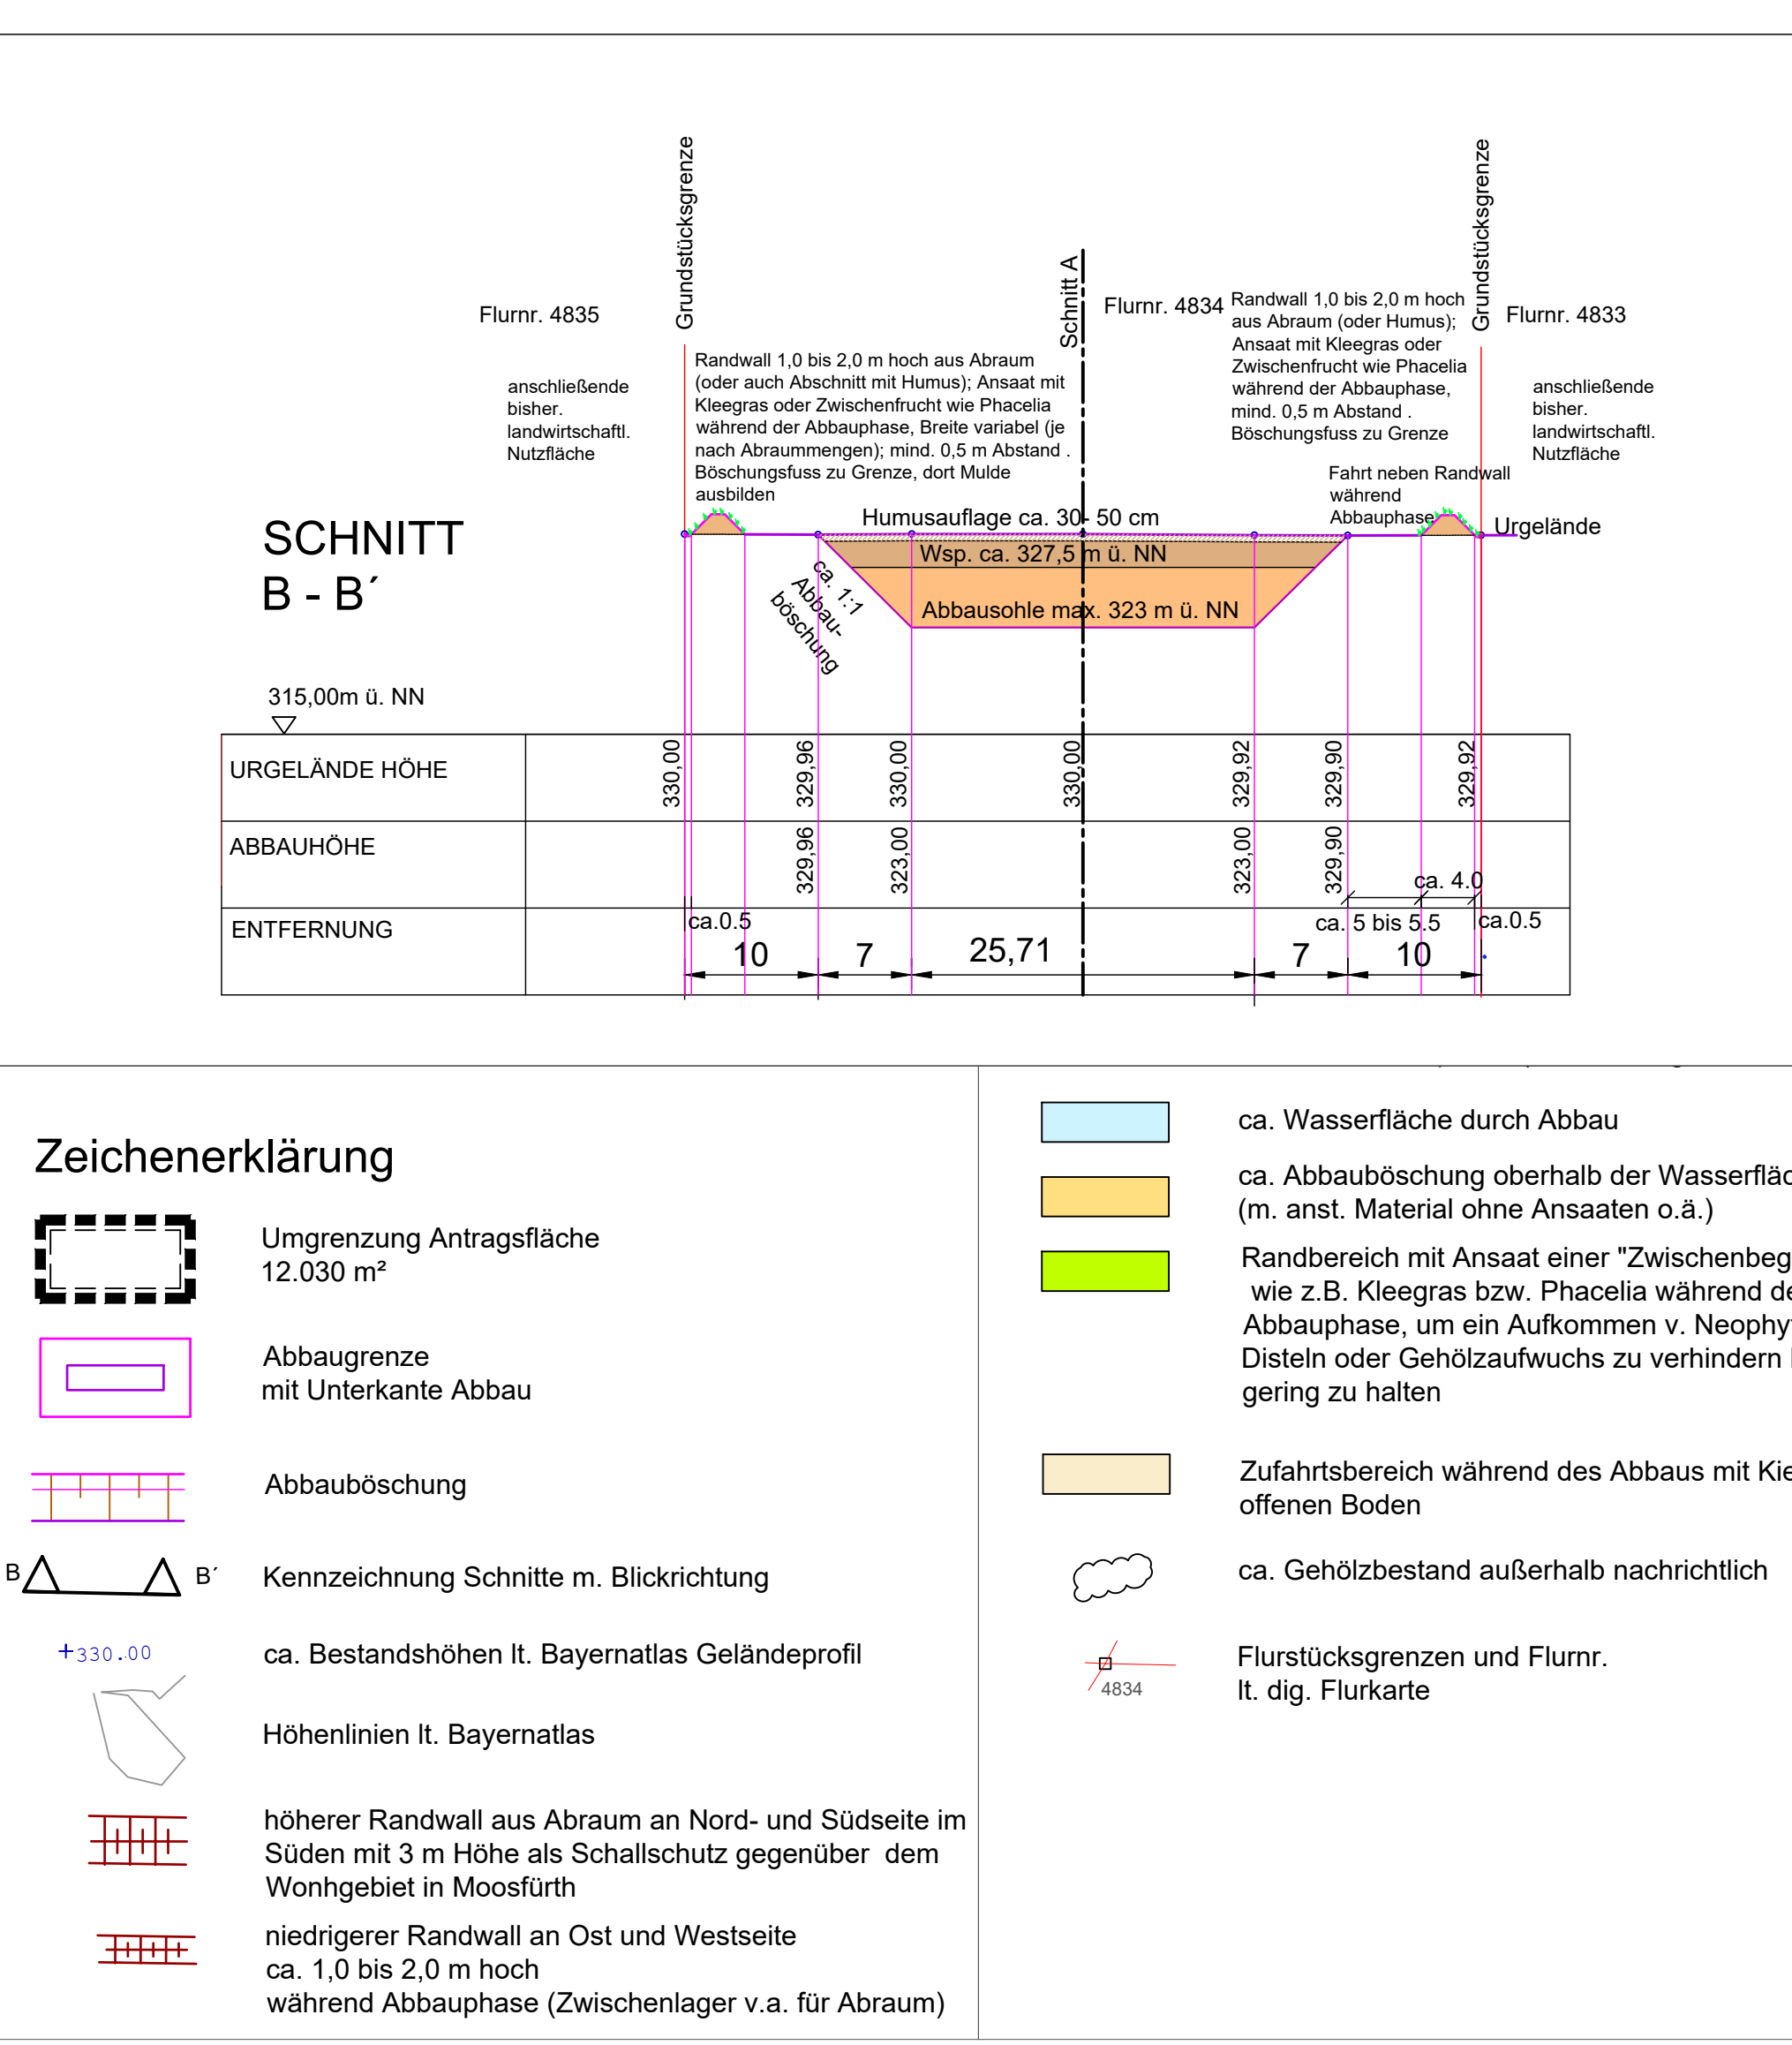 Grundstücksgrenze
Grundstücksgrenze
Schnitt A
Flurnr. 4835
Flurnr. 4834
Flurnr. 4833
Randwall 1,0 bis 2,0 m hoch
aus Abraum (oder Humus);
Ansaat mit Kleegras oder
Zwischenfrucht wie Phacelia
während der Abbauphase,
mind. 0,5 m Abstand .
Böschungsfuss zu Grenze
Randwall 1,0 bis 2,0 m hoch aus Abraum
(oder auch Abschnitt mit Humus); Ansaat mit
Kleegras oder Zwischenfrucht wie Phacelia
während der Abbauphase, Breite variabel (je
nach Abraummengen); mind. 0,5 m Abstand .
Böschungsfuss zu Grenze, dort Mulde
ausbilden
anschließende
bisher.
landwirtschaftl.
Nutzfläche
anschließende
bisher.
landwirtschaftl.
Nutzfläche
Fahrt neben Randwall
während
Abbauphase
SCHNITT
B - B´
Humusauflage ca. 30- 50 cm
Urgelände
Wsp. ca. 327,5 m ü. NN
ca. 1:1
Abbau-
böschung
Abbausohle max. 323 m ü. NN
315,00m ü. NN
URGELÄNDE HÖHE
330,00
329,96
330,00
330,00
329,92
329,90
329,92
ABBAUHÖHE
329,96
323,00
323,00
329,90
ca. 4.0
ENTFERNUNG
ca.0.5
ca. 5 bis 5.5
ca.0.5
10
7
25,71
7
10
Zeichenerklärung
Umgrenzung Antragsfläche
12.030 m²
Abbaugrenze
mit Unterkante Abbau
Abbauböschung
B
B´
Kennzeichnung Schnitte m. Blickrichtung
+330.00
ca. Bestandshöhen lt. Bayernatlas Geländeprofil
Höhenlinien lt. Bayernatlas
höherer Randwall aus Abraum an Nord- und Südseite im
Süden mit 3 m Höhe als Schallschutz gegenüber dem
Wonhgebiet in Moosfürth
niedrigerer Randwall an Ost und Westseite
ca. 1,0 bis 2,0 m hoch
während Abbauphase (Zwischenlager v.a. für Abraum)
ca. Wasserfläche durch Abbau
ca. Abbauböschung oberhalb der Wasserfläc
(m. anst. Material ohne Ansaaten o.ä.)
Randbereich mit Ansaat einer "Zwischenbeg
wie z.B. Kleegras bzw. Phacelia während de
Abbauphase, um ein Aufkommen v. Neophy
Disteln oder Gehölzaufwuchs zu verhindern
gering zu halten
Zufahrtsbereich während des Abbaus mit Kie
offenen Boden
ca. Gehölzbestand außerhalb nachrichtlich
4834
Flurstücksgrenzen und Flurnr.
lt. dig. Flurkarte